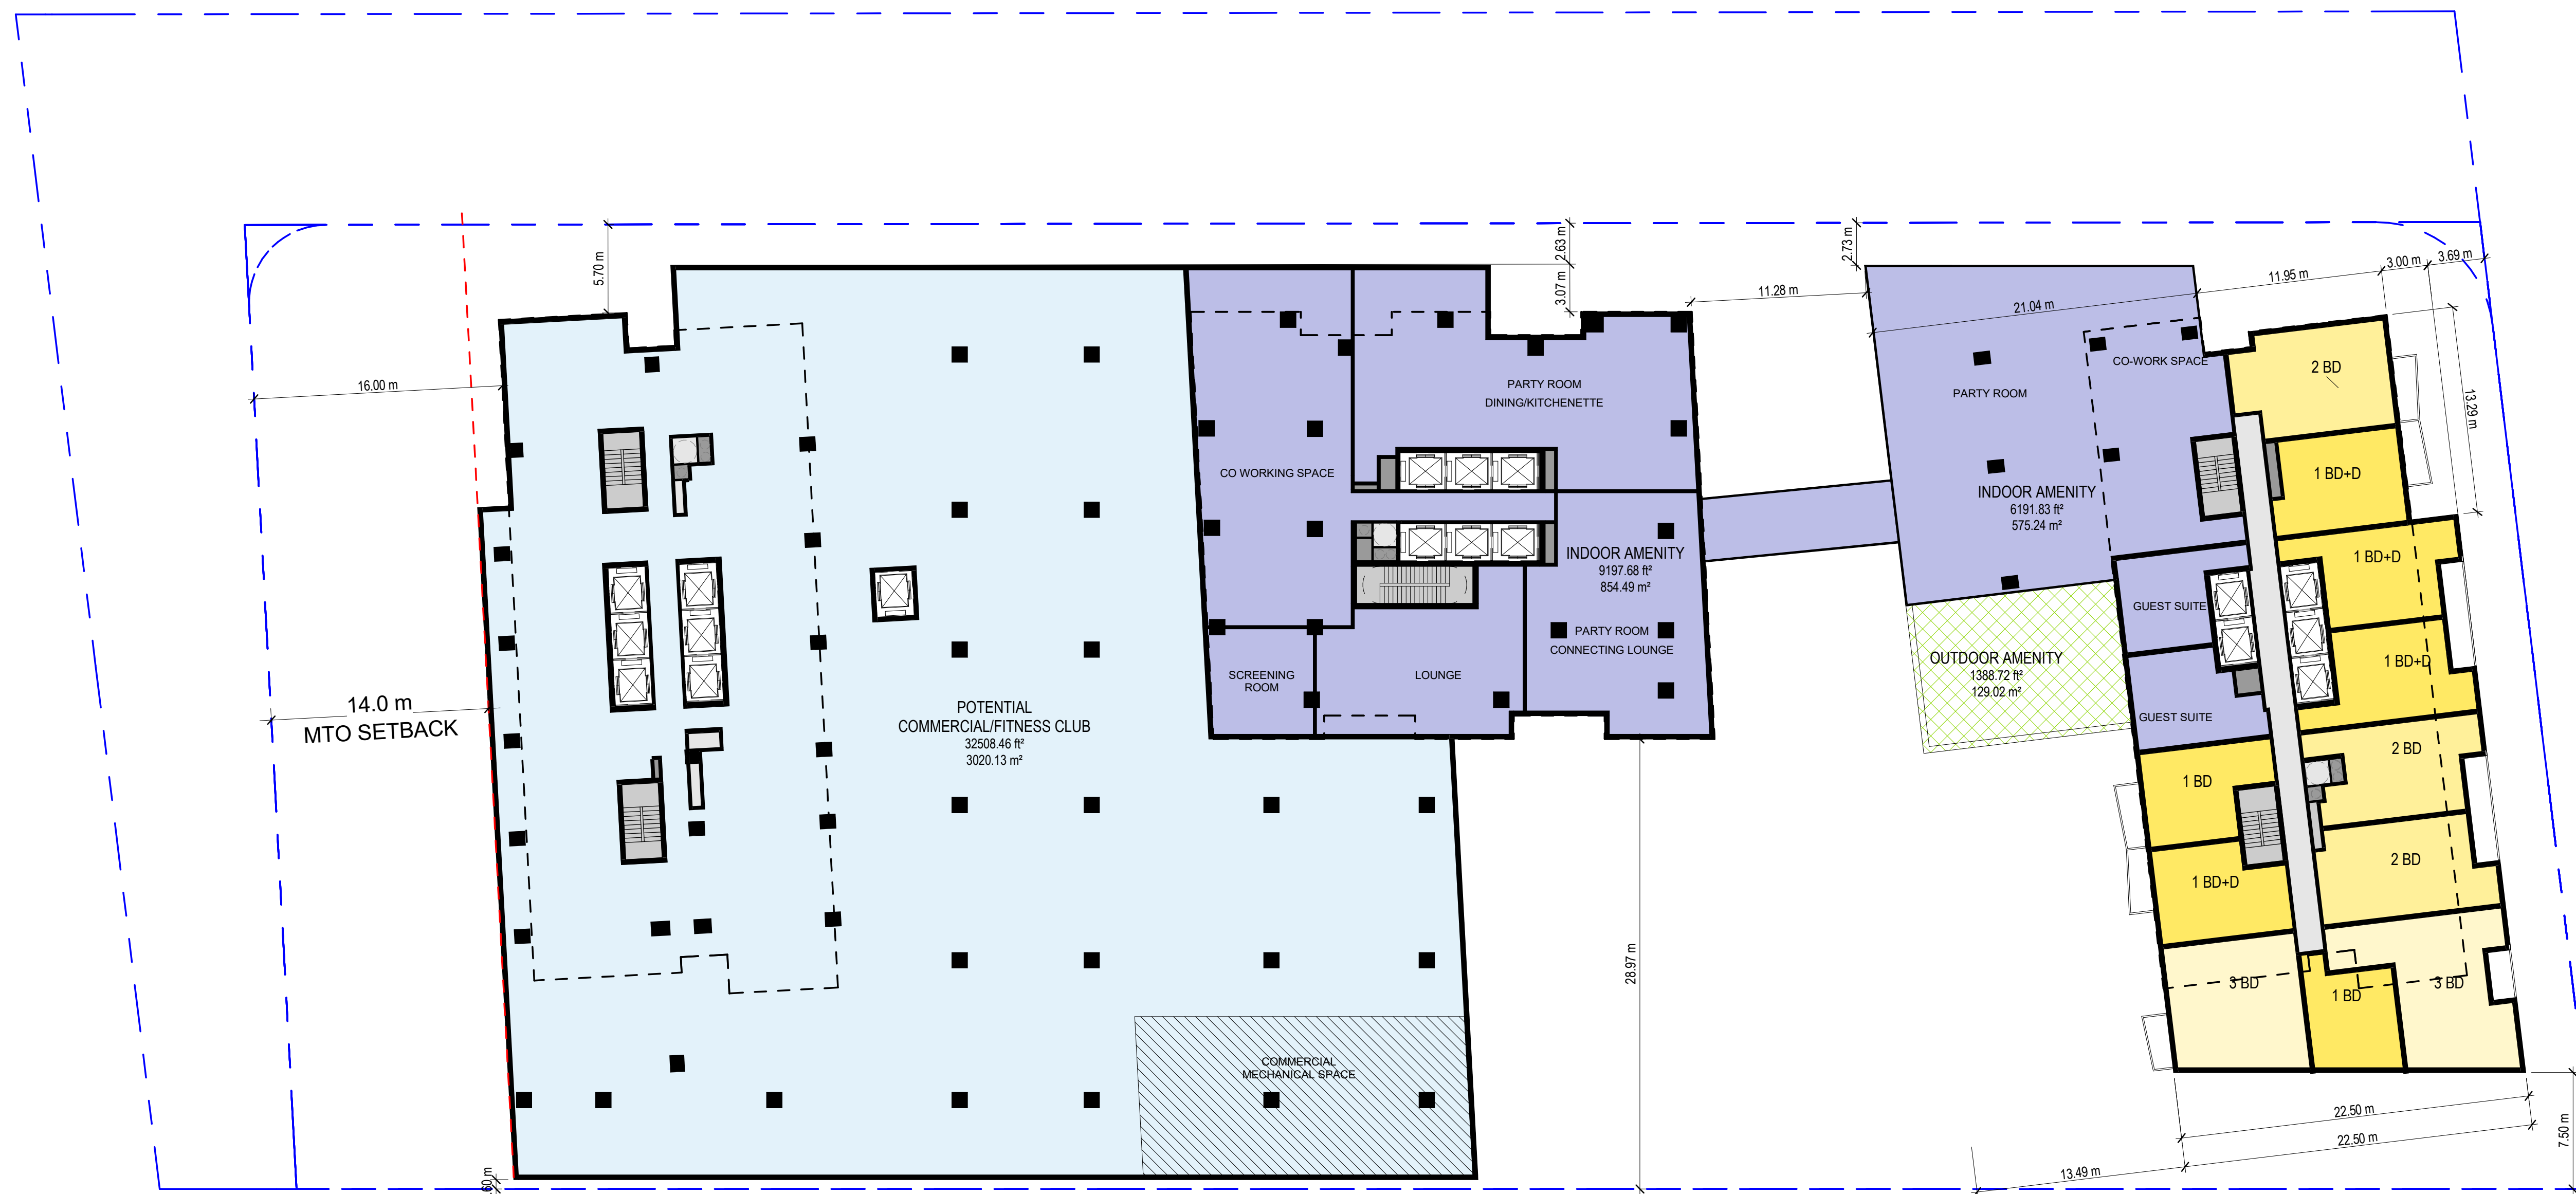 5.70 m
2.63 m
3.07 m
2.73 m
11.28 m
21.04 m
11.95 m
3.00 m
3.69 m
13.29 m
16.00 m
14.0 m
MTO SETBACK
POTENTIAL
COMMERCIAL/FITNESS CLUB
32508.46 ft²
3020.13 m²
COMMERCIAL
MECHANICAL SPACE
CO WORKING SPACE
PARTY ROOM
DINING/KITCHENETTE
INDOOR AMENITY
9197.68 ft²
854.49 m²
PARTY ROOM
CONNECTING LOUNGE
SCREENING
ROOM
LOUNGE
28.97 m
PARTY ROOM
CO-WORK SPACE
INDOOR AMENITY
6191.83 ft²
575.24 m²
OUTDOOR AMENITY
1388.72 ft²
129.02 m²
GUEST SUITE
GUEST SUITE
2 BD
1 BD+D
1 BD+D
1 BD+D
2 BD
2 BD
1 BD
1 BD+D
3 BD
1 BD
3 BD
22.50 m
22.50 m
13.49 m
7.50 m